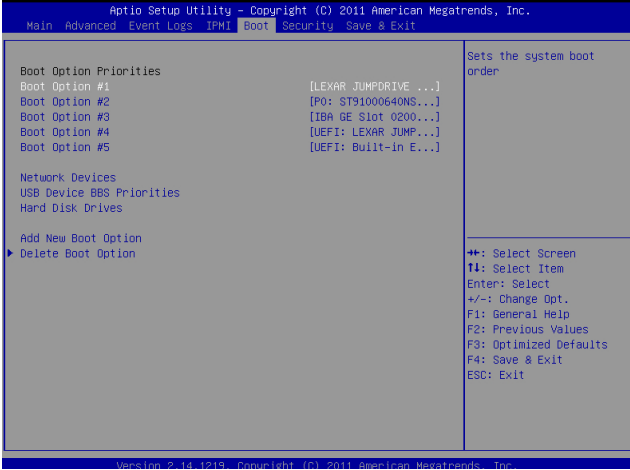 Aptio Setup Utility – Copyright (C) 2011 American Megatrends, Inc.
Main Advanced Event Logs IPMI Boot Security Save & Exit
Boot Option Priorities
Boot Option #1 [LEXAR JUMPDRIVE ...]
Boot Option #2 [P0: ST91000640NS...]
Boot Option #3 [IBA GE Slot 0200...]
Boot Option #4 [UEFI: LEXAR JUMP...]
Boot Option #5 [UEFI: Built-in E...]
Network Devices
USB Device BBS Priorities
Hard Disk Drives
Add New Boot Option
Delete Boot Option
Sets the system boot
order
→←: Select Screen
↑↓: Select Item
Enter: Select
+/-: Change Opt.
F1: General Help
F2: Previous Values
F3: Optimized Defaults
F4: Save & Exit
ESC: Exit
Version 2.14.1219. Copyright (C) 2011 American Megatrends, Inc.